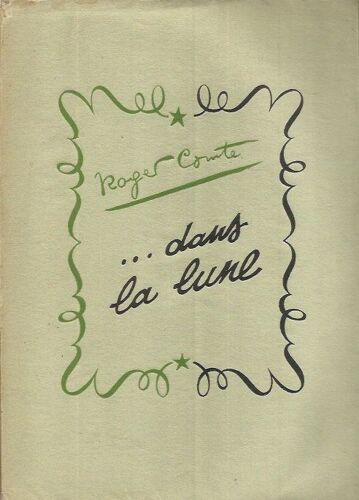 Roger Comte
... dans
la lune